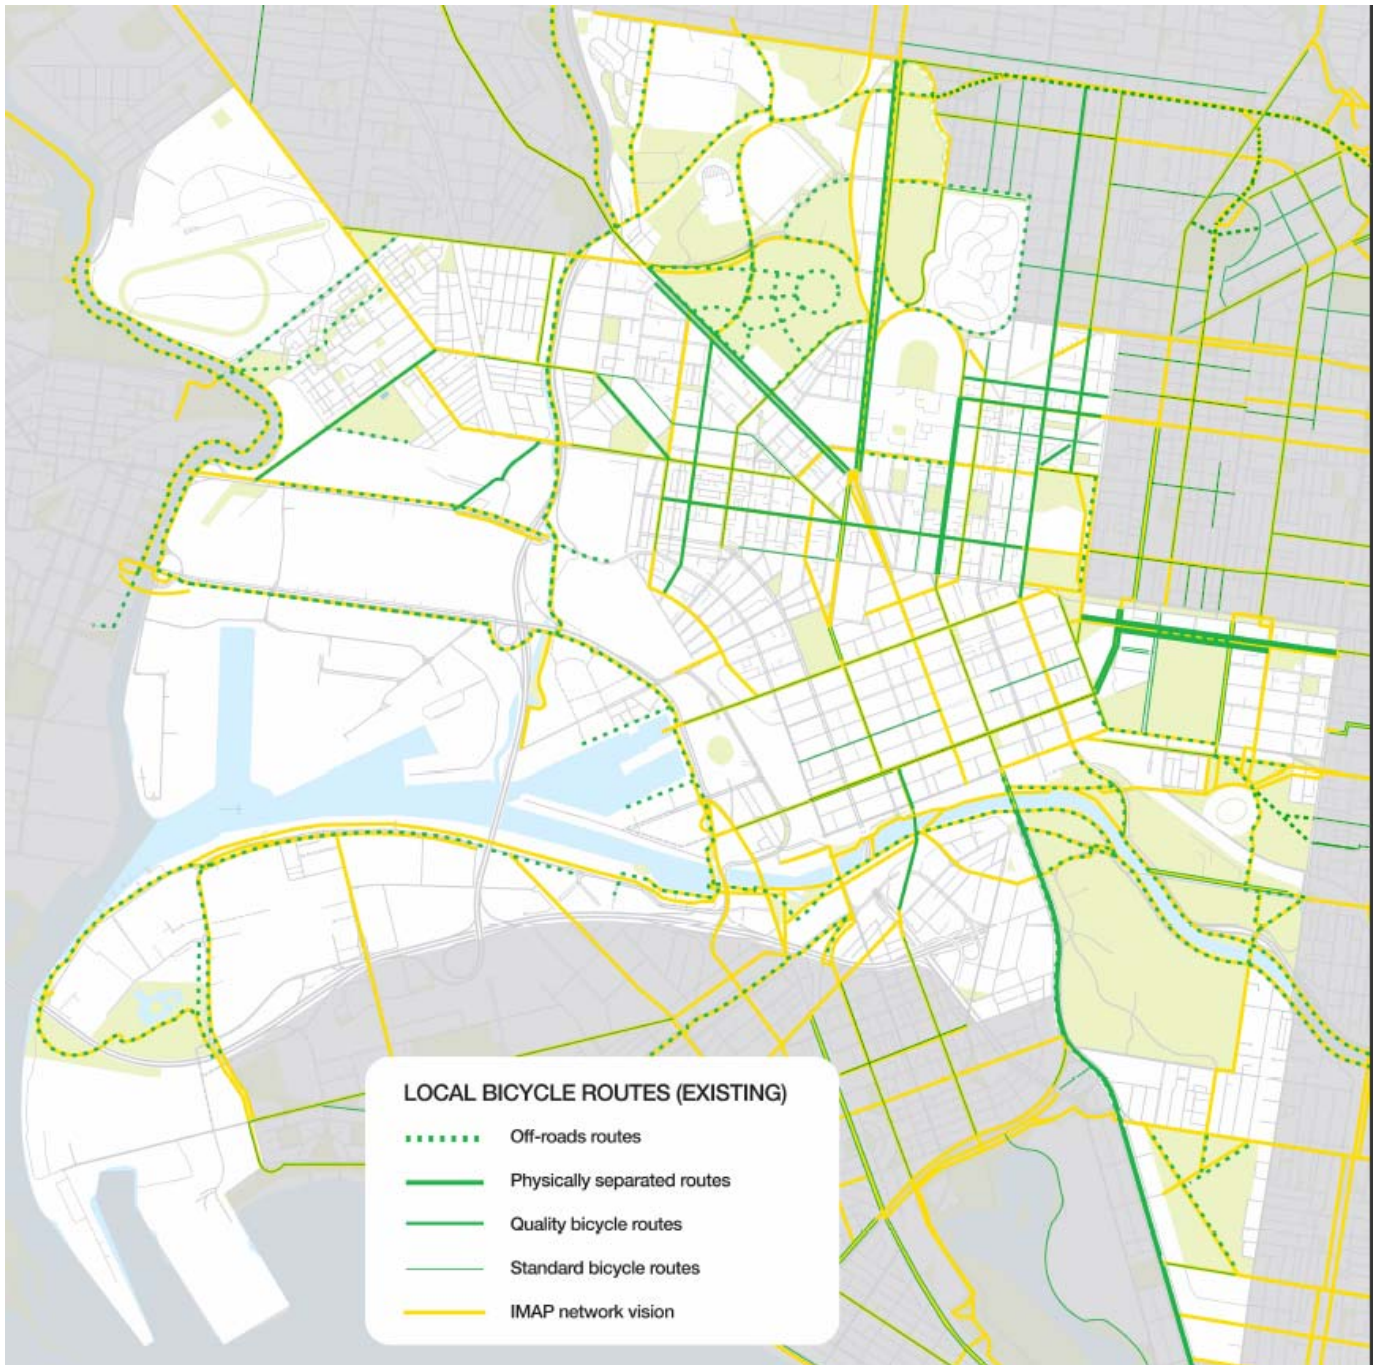 LOCAL BICYCLE ROUTES (EXISTING)
Off-roads routes
Physically separated routes
Quality bicycle routes
Standard bicycle routes
IMAP network vision